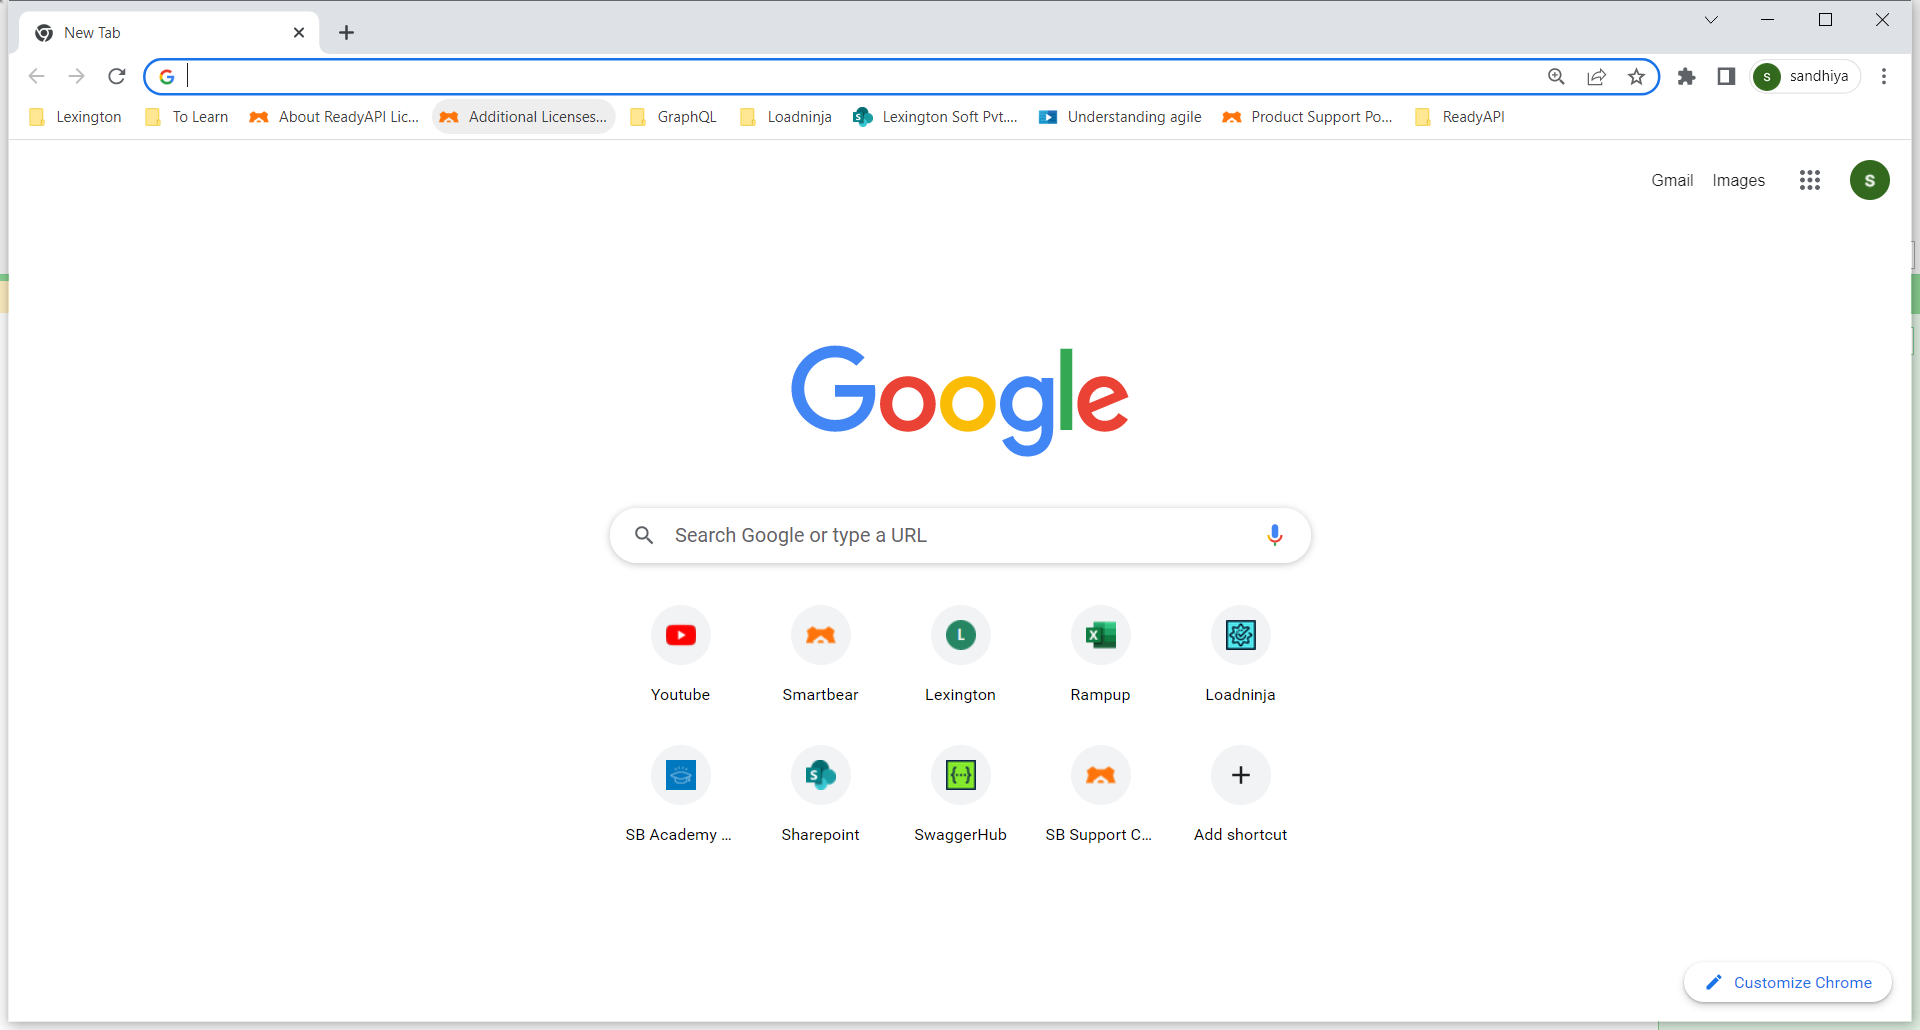 New Tab
S sandhiya
Lexington To Learn About ReadyAPI Lic... Additional Licenses... GraphQL Loadninja Lexington Soft Pvt.... Understanding agile Product Support Po... ReadyAPI
Gmail Images S
Google
Search Google or type a URL
L
Youtube Smartbear Lexington Rampup Loadninja
SB Academy ... Sharepoint SwaggerHub SB Support C... Add shortcut
Customize Chrome